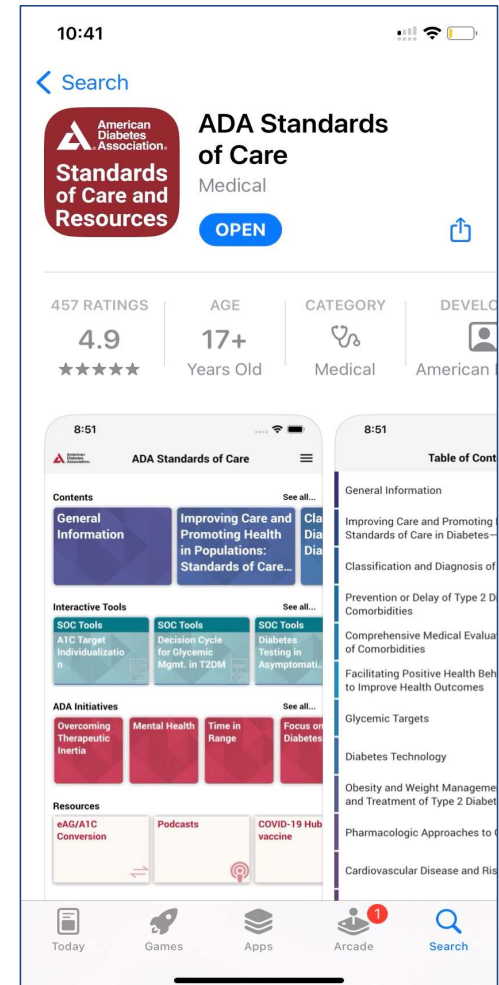 10:41
Search
American
Diabetes
Association®
Standards
of Care and
Resources
ADA Standards
of Care
Medical
OPEN
457 RATINGS
4.9
AGE
17+
Years Old
CATEGORY
Medical
DEVELO
American
8:51
American
Diabetes
Association.
ADA Standards of Care
Contents
See all...
General
Information
Improving Care and
Promoting Health
in Populations:
Standards of Care...
Cla
Dia
Dia
Interactive Tools
See all...
SOC Tools
A1C Target
Individualizatio
n
SOC Tools
Decision Cycle
for Glycemic
Mgmt. in T2DM
SOC Tools
Diabetes
Testing in
Asymptomati...
ADA Initiatives
See all...
Overcoming
Therapeutic
Inertia
Mental Health
Time in
Range
Focus on
Diabetes
Resources
eAG/A1C
Conversion
Podcasts
COVID-19 Hub
vaccine
8:51
Table of Cont
General Information
Improving Care and Promoting
Standards of Care in Diabetes—
Classification and Diagnosis of
Prevention or Delay of Type 2 D
Comorbidities
Comprehensive Medical Evalua
of Comorbidities
Facilitating Positive Health Beh
to Improve Health Outcomes
Glycemic Targets
Diabetes Technology
Obesity and Weight Manageme
and Treatment of Type 2 Diabet
Pharmacologic Approaches to
Cardiovascular Disease and Ris
Today
Games
Apps
1
Arcade
Search